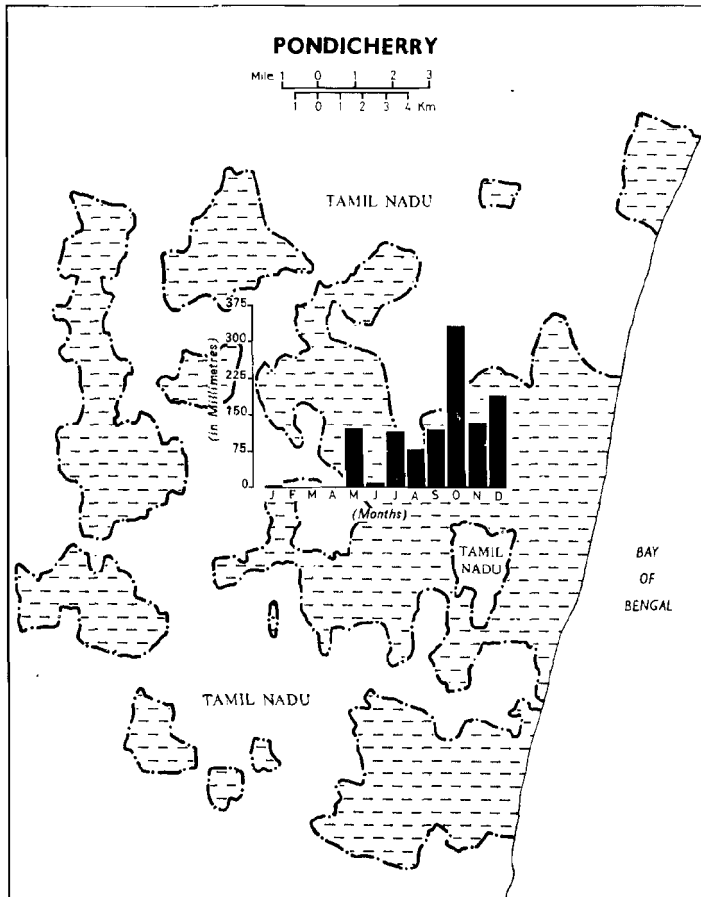 PONDICHERRY
Mile 1 0 1 2 3
1 0 1 2 3 4 Km
TAMIL NADU
375
300
225
150
75
0
(in Millimetres)
J F M A M J J A S O N D
(Months)
TAMIL
NADU
BAY
OF
BENGAL
TAMIL NADU